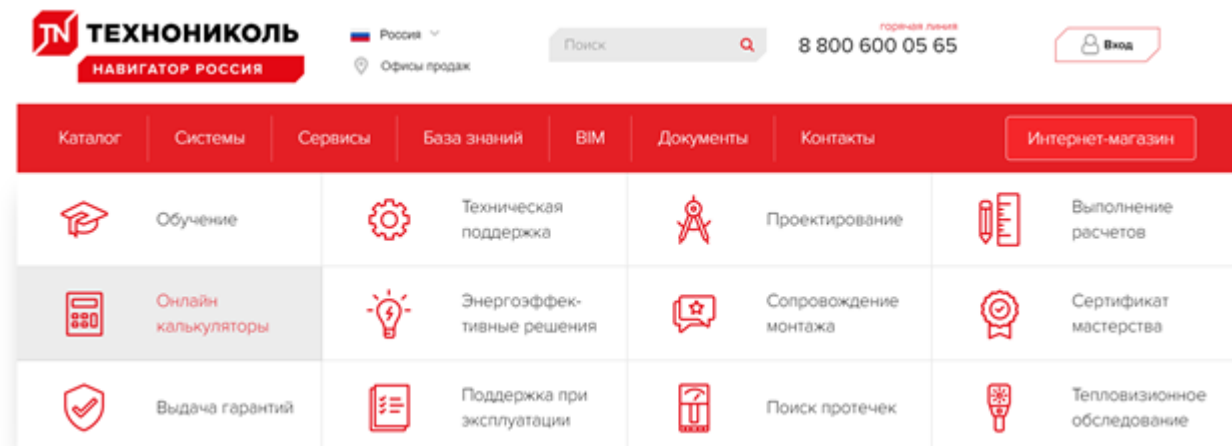 TN ТЕХНОНИКОЛЬ
НАВИГАТОР РОССИЯ
Россия
Офисы продаж
Поиск
горячая линия
8 800 600 05 65
Вход
Каталог
Системы
Сервисы
База знаний
BIM
Документы
Контакты
Интернет-магазин
Обучение
Техническая
поддержка
Проектирование
Выполнение
расчетов
Онлайн
калькуляторы
Энергоэффек-
тивные решения
Сопровождение
монтажа
Сертификат
мастерства
Выдача гарантий
Поддержка при
эксплуатации
Поиск протечек
Тепловизионное
обследование